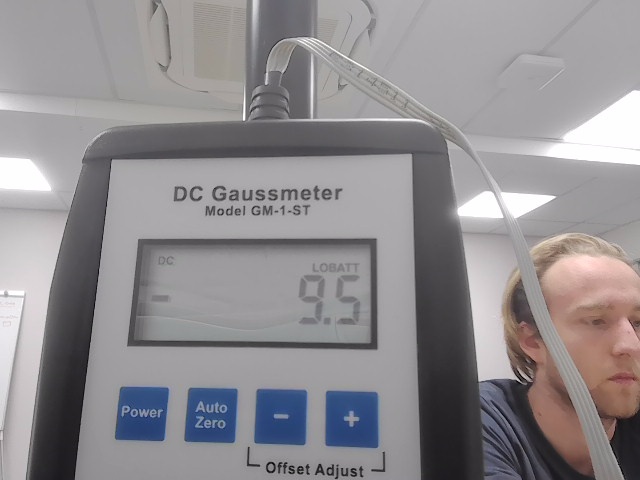 DC Gaussmeter
Model GM-1-ST
DC
LOBATT
- 9.5
Power
Auto
Zero
-
+
Offset Adjust